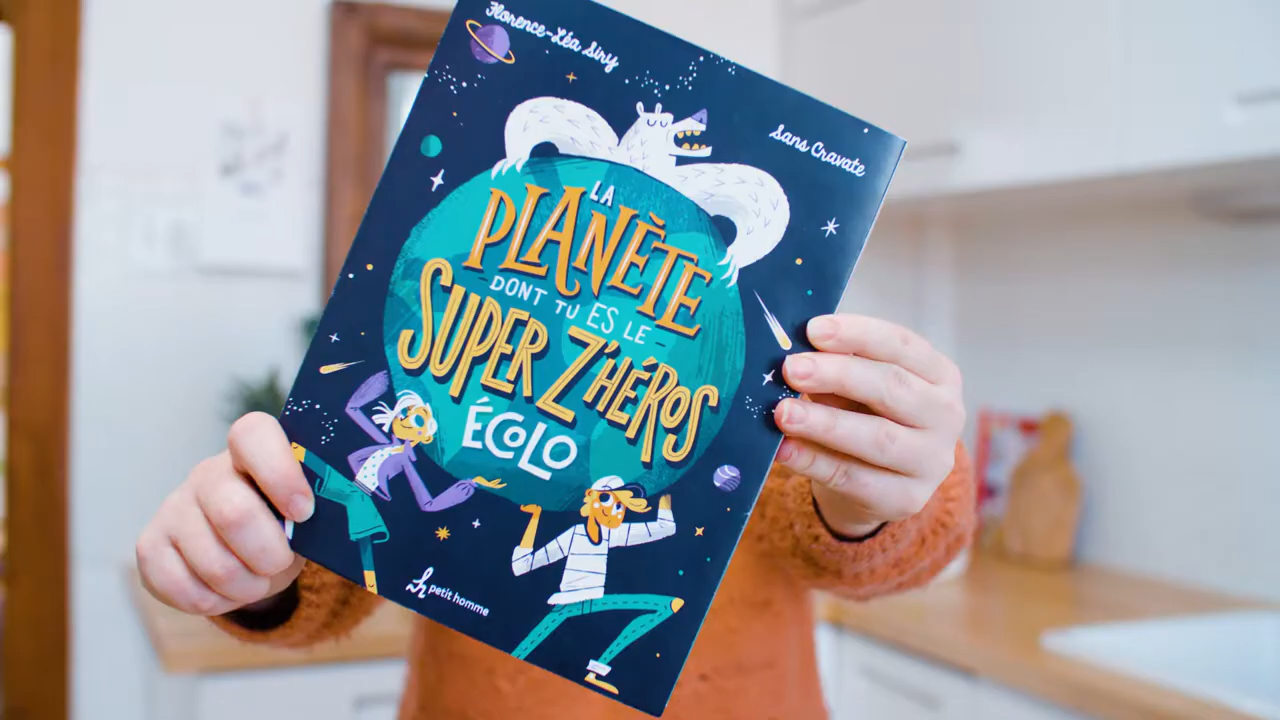 Florence-Léa Siry
Sans Cravate
LA
PLANÈTE
DONT TU ES LE
SUPER Z'HÉROS
ÉCOLO
petit homme